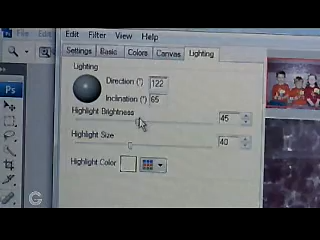 Edit Filter View Help
Settings Basic Colors Canvas Lighting
Lighting
Direction (°) 122
Inclination (°) 65
Highlight Brightness
45
Highlight Size
40
Highlight Color
Ps
G